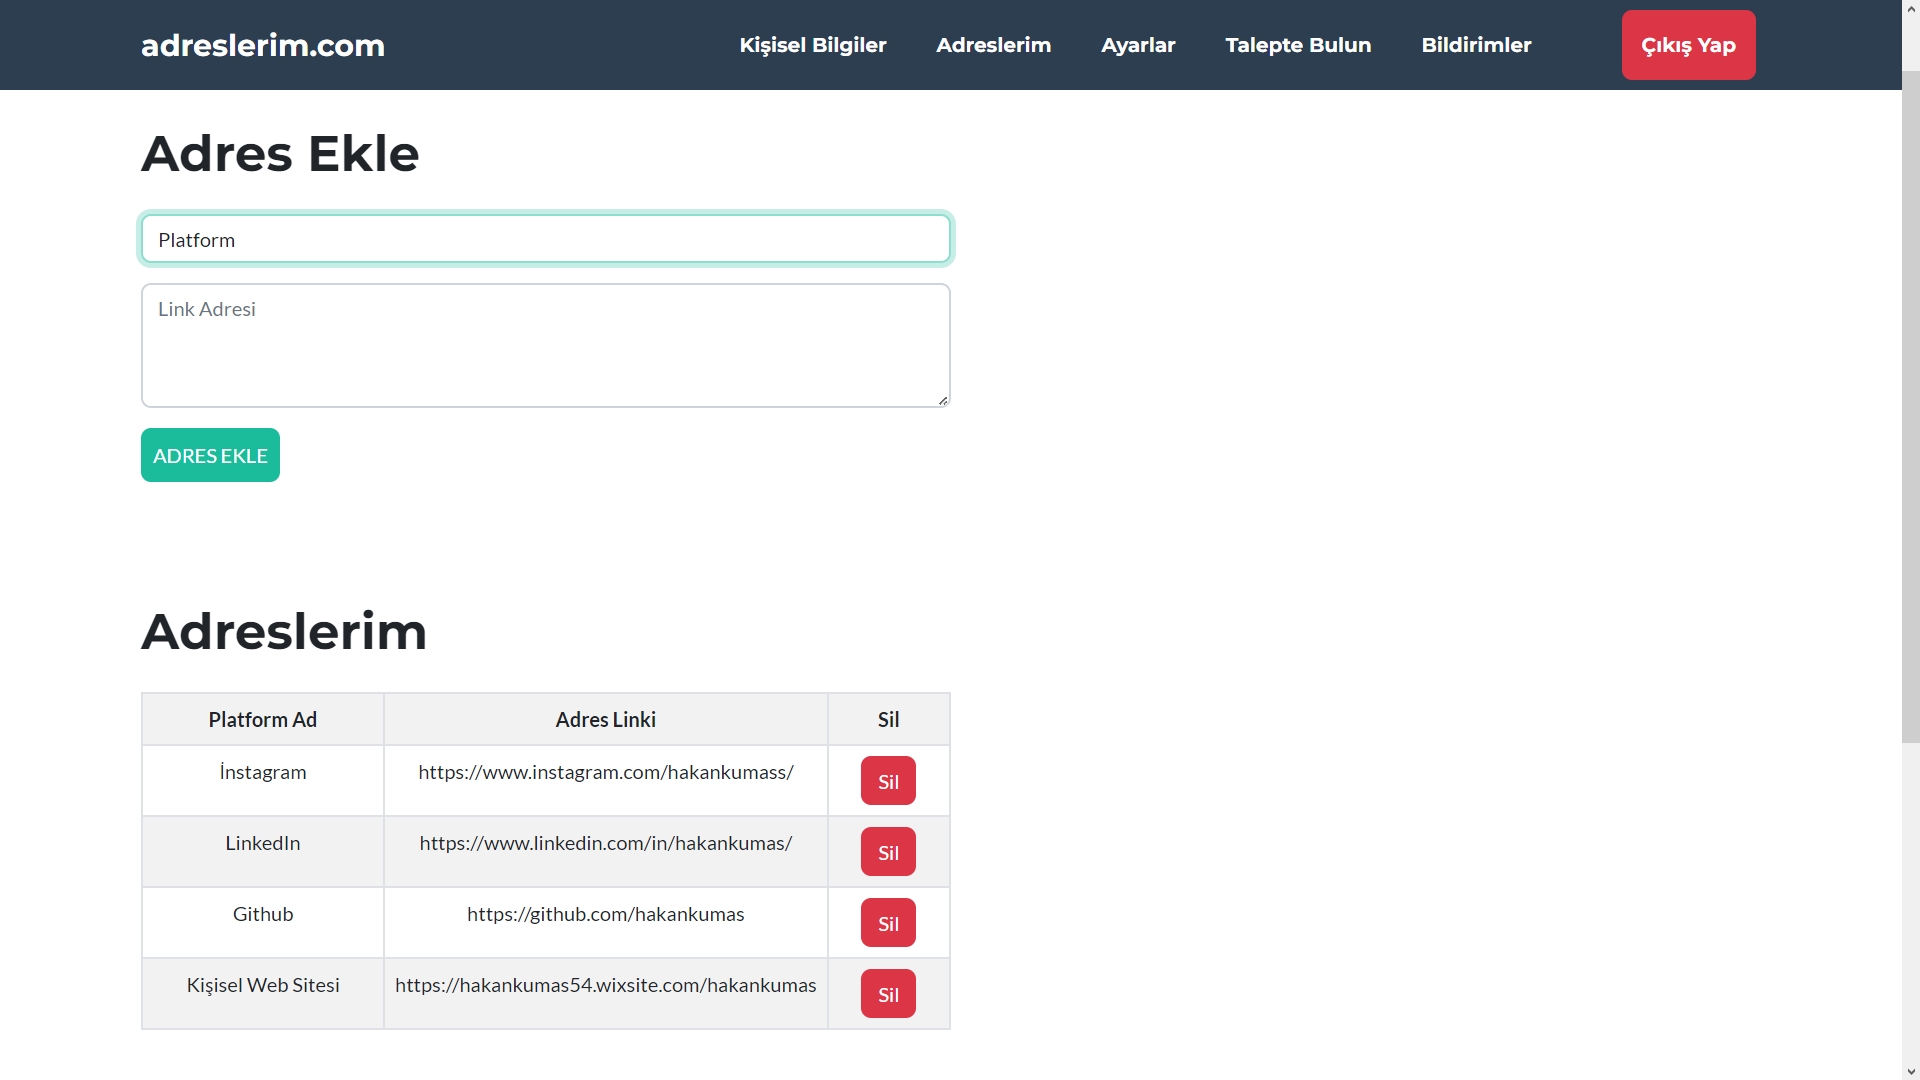 adreslerim.com Kişisel Bilgiler Adreslerim Ayarlar Talepte Bulun Bildirimler Çıkış Yap
Adres Ekle
Platform
Link Adresi
ADRES EKLE
Adreslerim
Platform Ad Adres Linki Sil
İnstagram https://www.instagram.com/hakankumass/ Sil
LinkedIn https://www.linkedin.com/in/hakankumas/ Sil
Github https://github.com/hakankumas Sil
Kişisel Web Sitesi https://hakankumas54.wixsite.com/hakankumas Sil